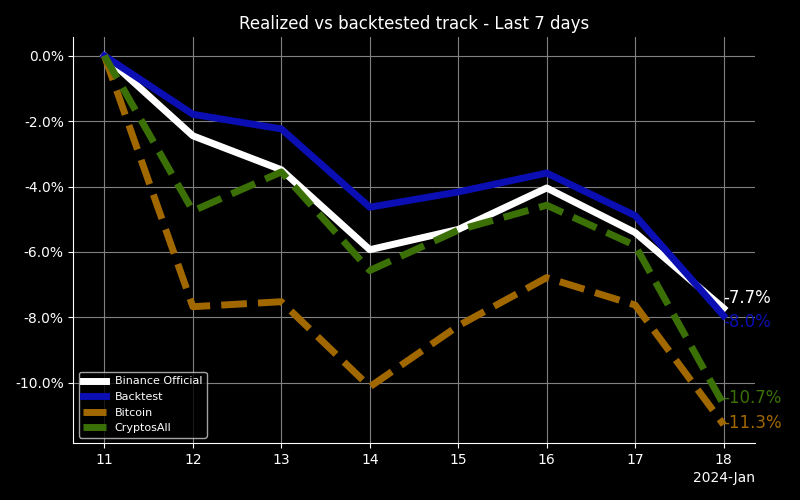 Realized vs backtested track - Last 7 days
0.0%
-2.0%
-4.0%
-6.0%
-8.0%
-10.0%
-7.7%
-8.0%
-10.7%
-11.3%
Binance Official
Backtest
Bitcoin
CryptosAll
11 12 13 14 15 16 17 18
2024-Jan